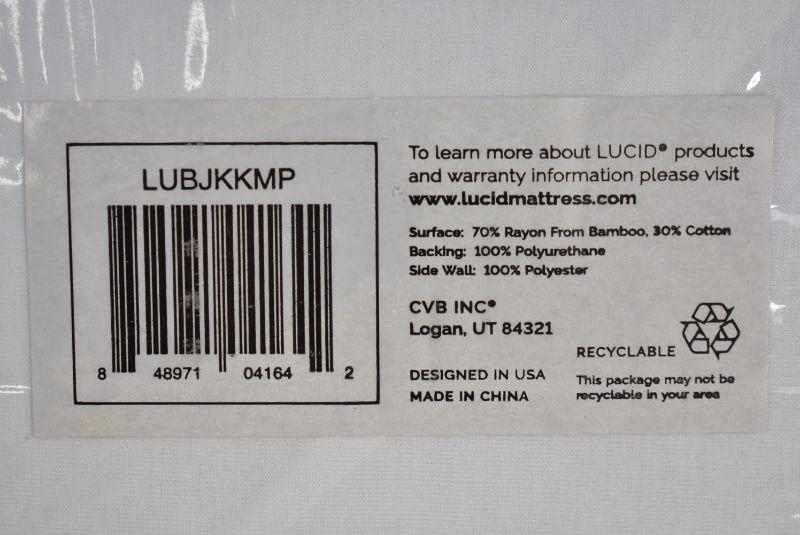 LUBJKKMP
8 48971 04164 2
To learn more about LUCID® products
and warranty information please visit
www.lucidmattress.com
Surface: 70% Rayon From Bamboo, 30% Cotton
Backing: 100% Polyurethane
Side Wall: 100% Polyester
CVB INC®
Logan, UT 84321
RECYCLABLE
DESIGNED IN USA
MADE IN CHINA
This package may not be
recyclable in your area